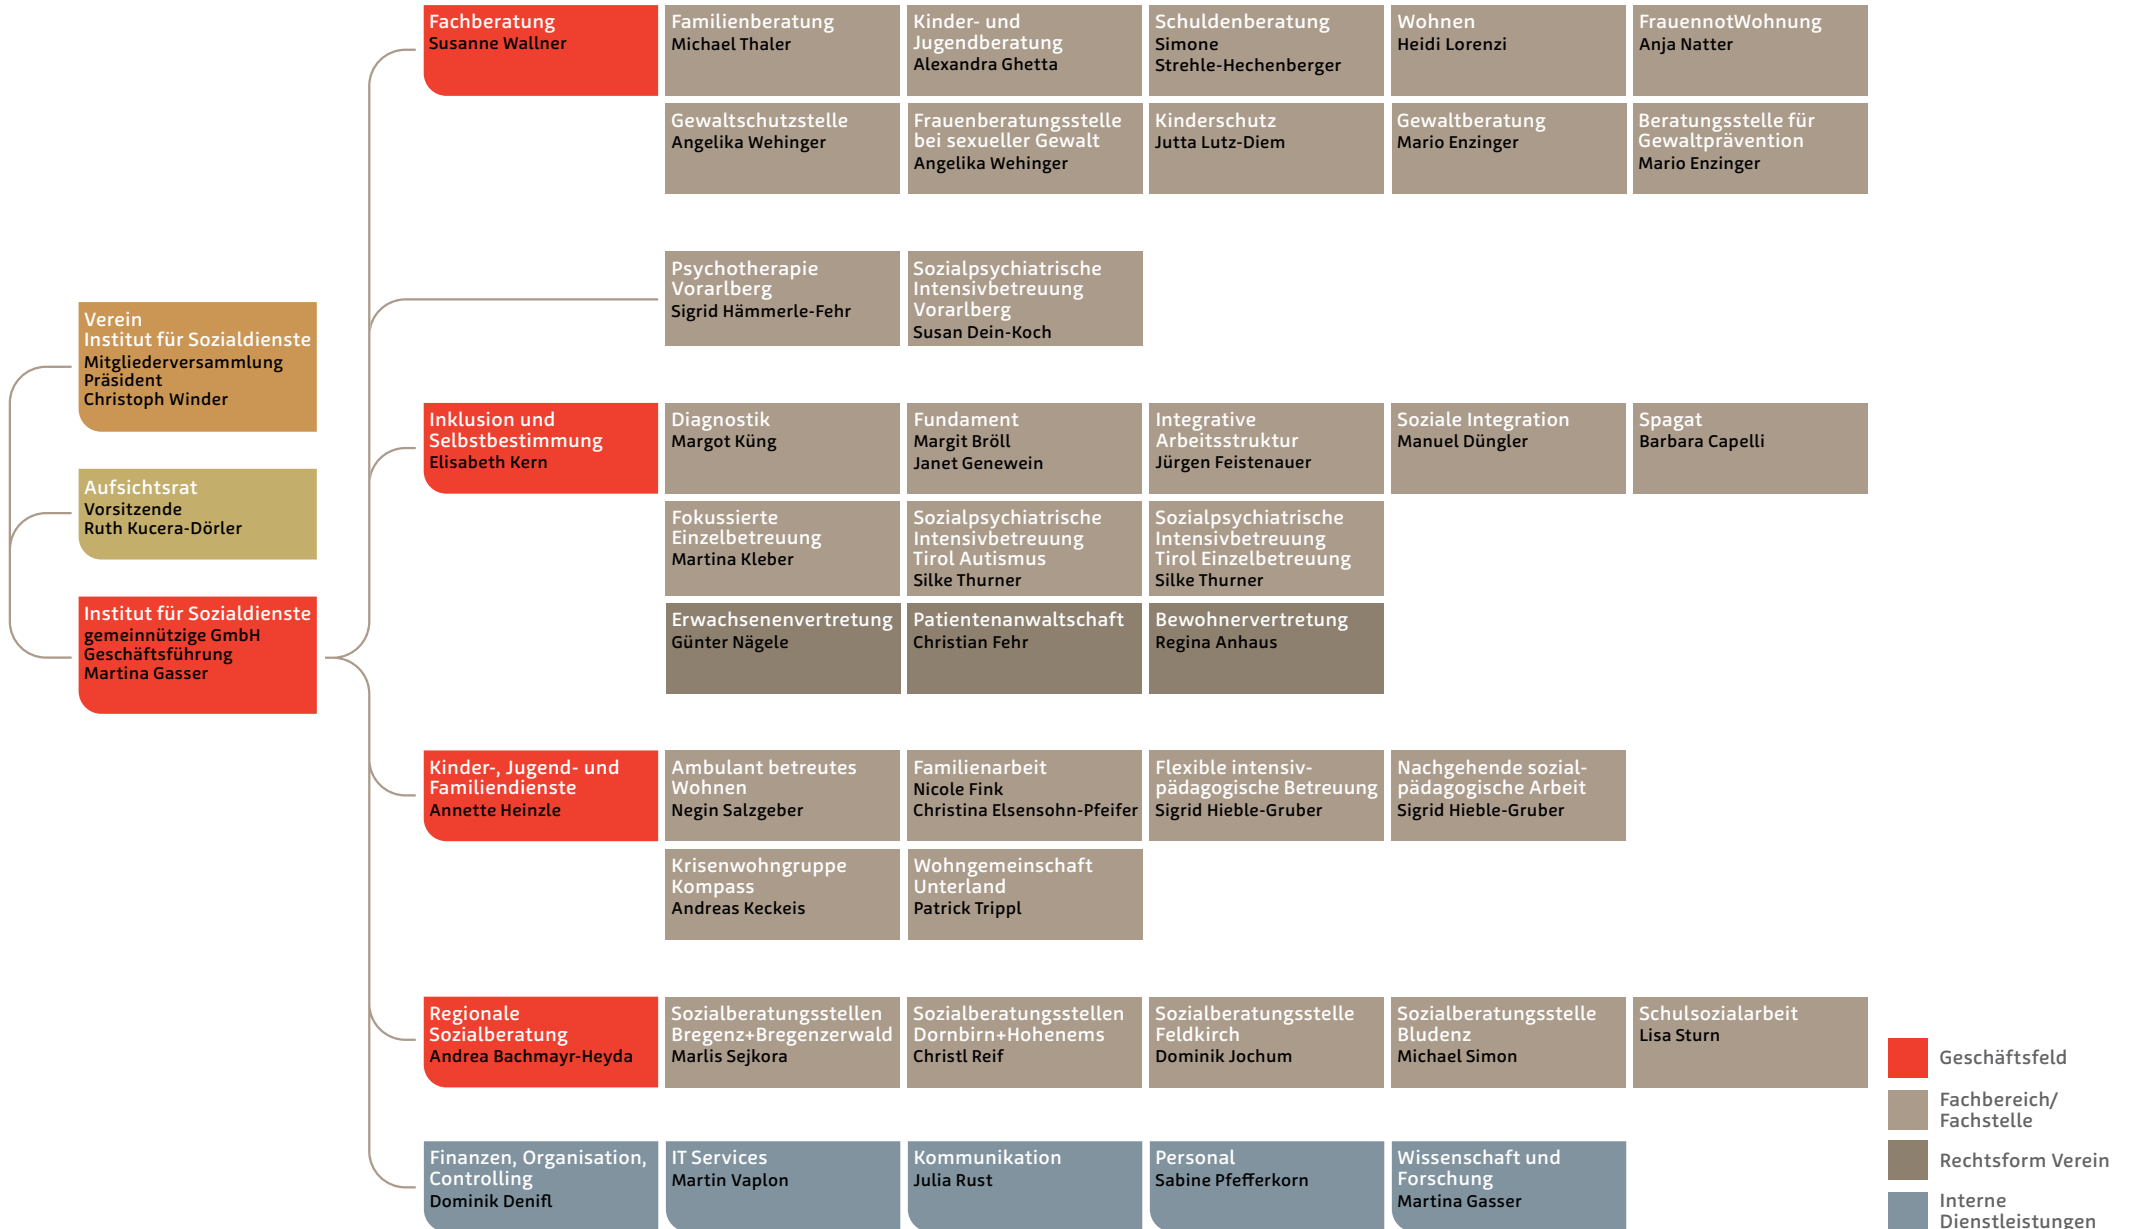 Verein
Institut für Sozialdienste
Mitgliederversammlung
Präsident
Christoph Winder
Aufsichtsrat
Vorsitzende
Ruth Kucera-Dörler
Institut für Sozialdienste
gemeinnützige GmbH
Geschäftsführung
Martina Gasser
Fachberatung
Susanne Wallner
Familienberatung
Michael Thaler
Kinder- und
Jugendberatung
Alexandra Ghetta
Schuldenberatung
Simone
Strehle-Hechenberger
Wohnen
Heidi Lorenzi
FrauennotWohnung
Anja Natter
Gewaltschutzstelle
Angelika Wehinger
Frauenberatungsstelle
bei sexueller Gewalt
Angelika Wehinger
Kinderschutz
Jutta Lutz-Diem
Gewaltberatung
Mario Enzinger
Beratungsstelle für
Gewaltprävention
Mario Enzinger
Psychotherapie
Vorarlberg
Sigrid Hämmerle-Fehr
Sozialpsychiatrische
Intensivbetreuung
Vorarlberg
Susan Dein-Koch
Inklusion und
Selbstbestimmung
Elisabeth Kern
Diagnostik
Margot Küng
Fundament
Margit Bröll
Janet Genewein
Integrative
Arbeitsstruktur
Jürgen Feistenauer
Soziale Integration
Manuel Düngler
Spagat
Barbara Capelli
Fokussierte
Einzelbetreuung
Martina Kleber
Sozialpsychiatrische
Intensivbetreuung
Tirol Autismus
Silke Thurner
Sozialpsychiatrische
Intensivbetreuung
Tirol Einzelbetreuung
Silke Thurner
Erwachsenenvertretung
Günter Nägele
Patientenanwaltschaft
Christian Fehr
Bewohnervertretung
Regina Anhaus
Kinder-, Jugend- und
Familiendienste
Annette Heinzle
Ambulant betreutes
Wohnen
Negin Salzgeber
Familienarbeit
Nicole Fink
Christina Elsensohn-Pfeifer
Flexible intensiv-
pädagogische Betreuung
Sigrid Hieble-Gruber
Nachgehende sozial-
pädagogische Arbeit
Sigrid Hieble-Gruber
Krisenwohngruppe
Kompass
Andreas Keckeis
Wohngemeinschaft
Unterland
Patrick Trippl
Regionale
Sozialberatung
Andrea Bachmayr-Heyda
Sozialberatungsstellen
Bregenz+Bregenzerwald
Marlis Sejkora
Sozialberatungsstellen
Dornbirn+Hohenems
Christl Reif
Sozialberatungsstelle
Feldkirch
Dominik Jochum
Sozialberatungsstelle
Bludenz
Michael Simon
Schulsozialarbeit
Lisa Sturn
Finanzen, Organisation,
Controlling
Dominik Denifl
IT Services
Martin Vaplon
Kommunikation
Julia Rust
Personal
Sabine Pfefferkorn
Wissenschaft und
Forschung
Martina Gasser
Geschäftsfeld
Fachbereich/
Fachstelle
Rechtsform Verein
Interne
Dienstleistungen